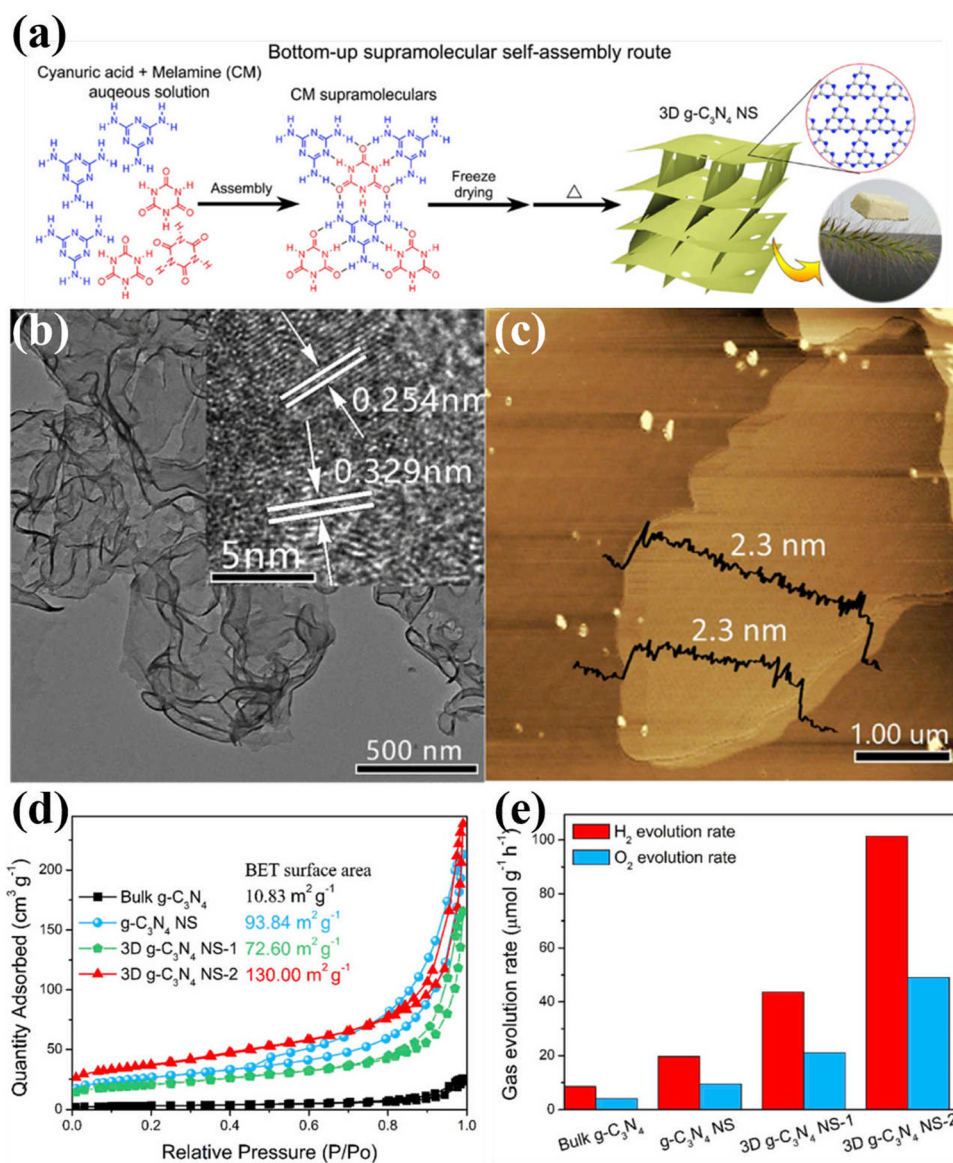 (a)
Bottom-up supramolecular self-assembly route
Cyanuric acid + Melamine (CM)
auqeous solution
CM supramoleculars
3D g-C₃N₄ NS
Assembly
Freeze
drying
△
(b)
0.254nm
0.329nm
5nm
500 nm
(c)
2.3 nm
2.3 nm
1.00 um
(d)
Quantity Adsorbed (cm³ g⁻¹)
200
150
100
50
0
BET surface area
Bulk g-C₃N₄ 10.83 m² g⁻¹
g-C₃N₄ NS 93.84 m² g⁻¹
3D g-C₃N₄ NS-1 72.60 m² g⁻¹
3D g-C₃N₄ NS-2 130.00 m² g⁻¹
0.0 0.2 0.4 0.6 0.8 1.0
Relative Pressure (P/Po)
(e)
Gas evolution rate (μmol g⁻¹ h⁻¹)
100
80
60
40
20
0
H₂ evolution rate
O₂ evolution rate
Bulk g-C₃N₄
g-C₃N₄ NS
3D g-C₃N₄ NS-1
3D g-C₃N₄ NS-2